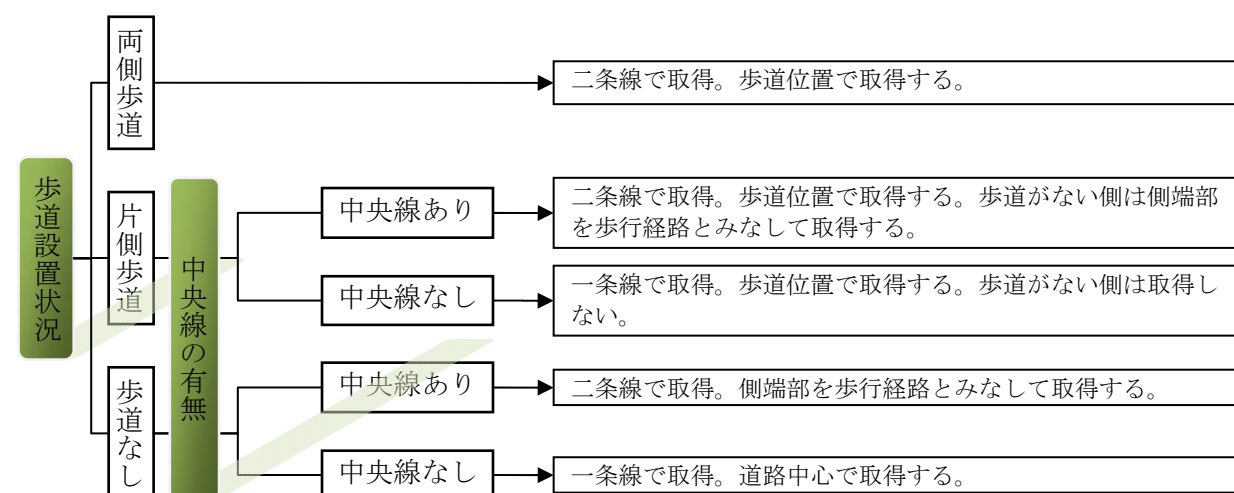 両側歩道
二条線で取得。歩道位置で取得する。
歩道設置状況
片側歩道
中央線の有無
中央線あり
二条線で取得。歩道位置で取得する。歩道がない側は側端部
を歩行経路とみなして取得する。
中央線なし
一条線で取得。歩道位置で取得する。歩道がない側は取得し
ない。
歩道なし
中央線あり
二条線で取得。側端部を歩行経路とみなして取得する。
中央線なし
一条線で取得。道路中心で取得する。